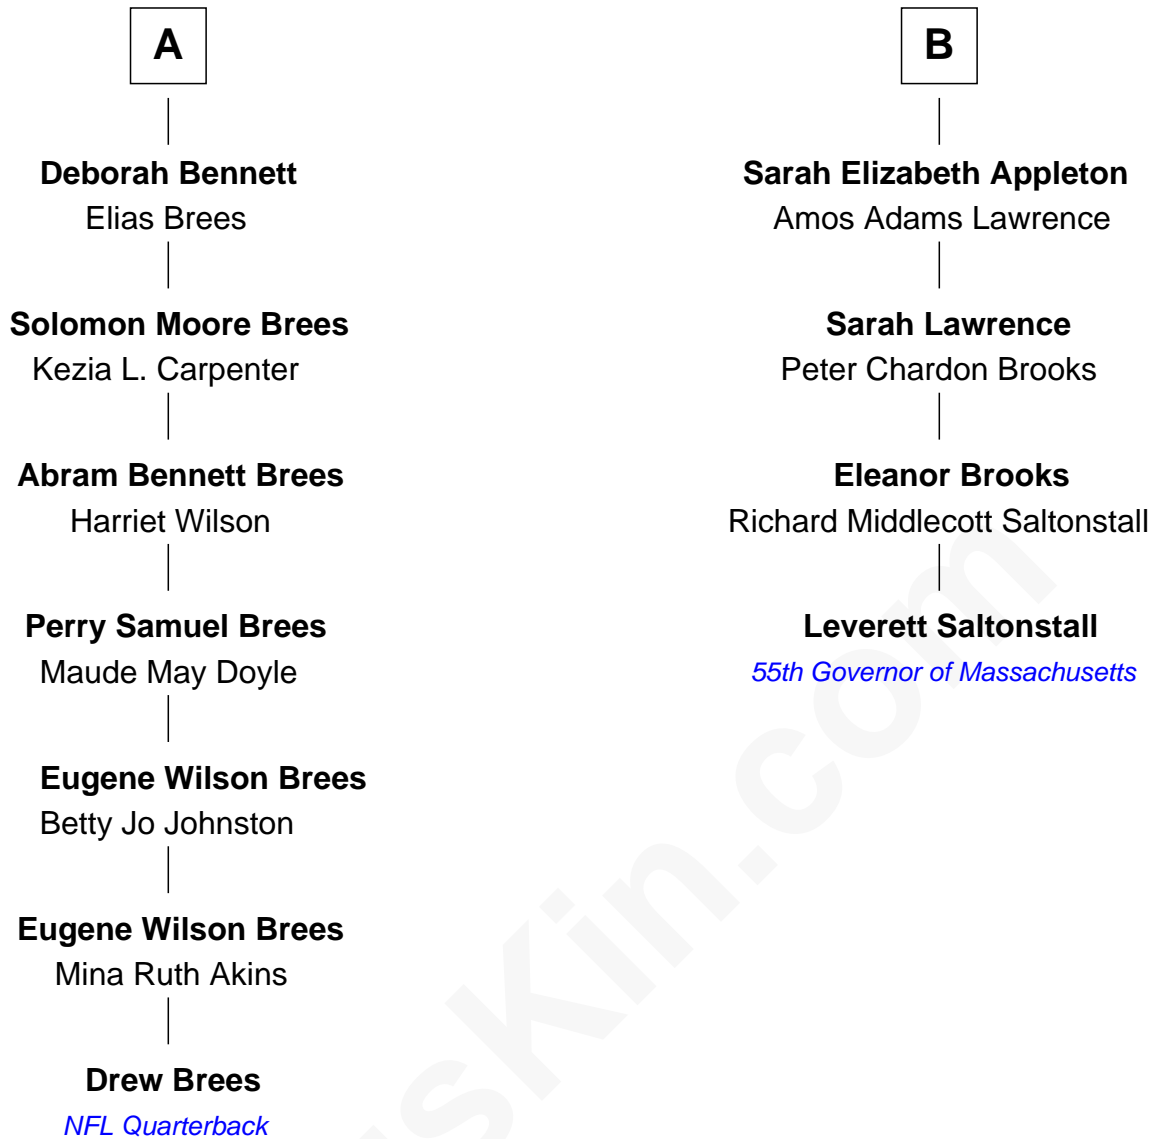 A
Deborah Bennett
Elias Brees
Solomon Moore Brees
Kezia L. Carpenter
Abram Bennett Brees
Harriet Wilson
Perry Samuel Brees
Maude May Doyle
Eugene Wilson Brees
Betty Jo Johnston
Eugene Wilson Brees
Mina Ruth Akins
Drew Brees
NFL Quarterback
B
Sarah Elizabeth Appleton
Amos Adams Lawrence
Sarah Lawrence
Peter Chardon Brooks
Eleanor Brooks
Richard Middlecott Saltonstall
Leverett Saltonstall
55th Governor of Massachusetts